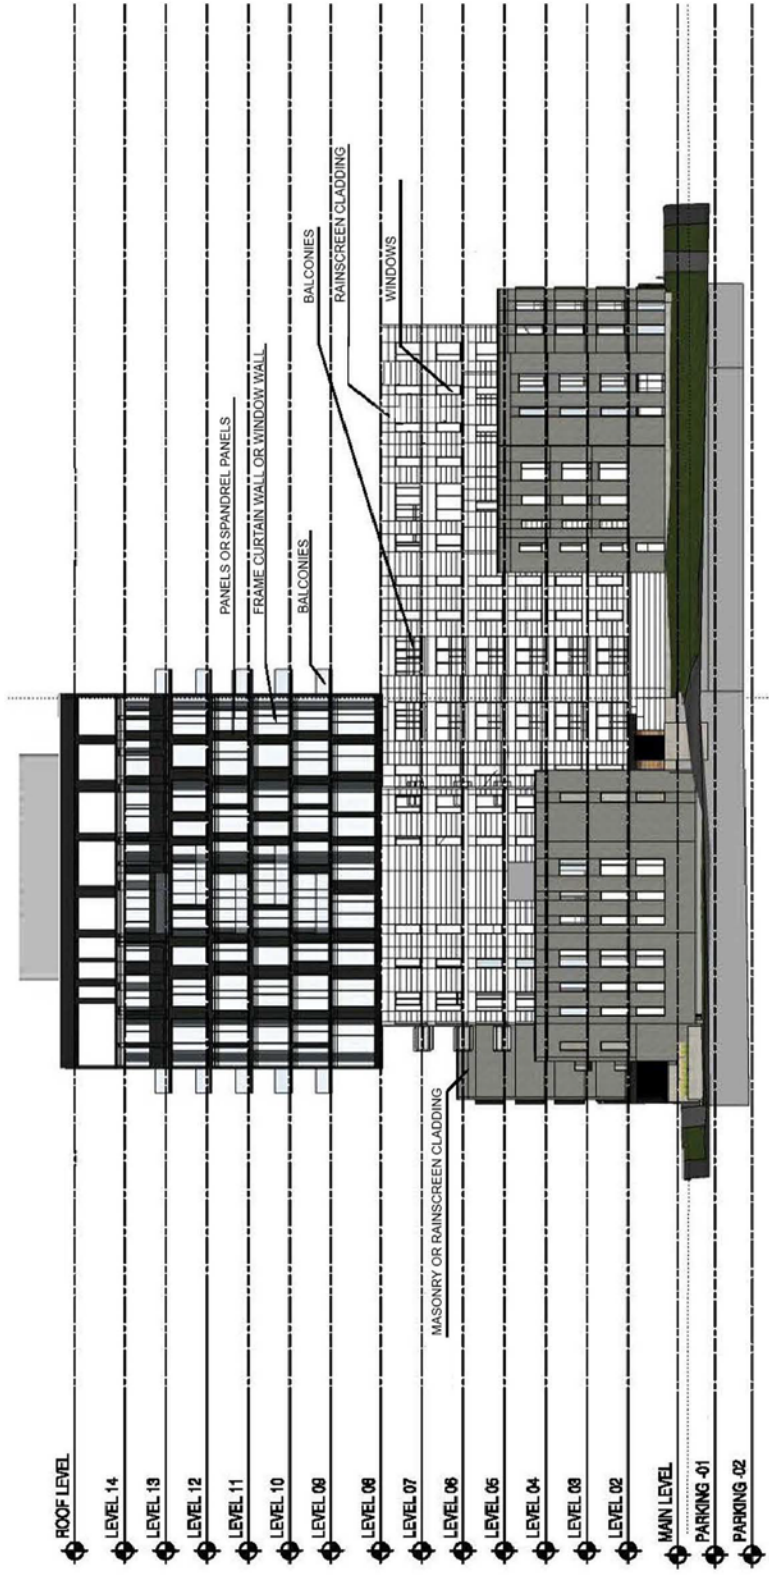 ROOF LEVEL
LEVEL 14
LEVEL 13
LEVEL 12
LEVEL 11
LEVEL 10
LEVEL 09
LEVEL 08
LEVEL 07
LEVEL 06
LEVEL 05
LEVEL 04
LEVEL 03
LEVEL 02
MAIN LEVEL
PARKING -01
PARKING -02
MASONRY OR RAINSCREEN CLADDING
PANELS OR SPANDREL PANELS
FRAME CURTAIN WALL OR WINDOW WALL
BALCONIES
BALCONIES
RAINSCREEN CLADDING
WINDOWS